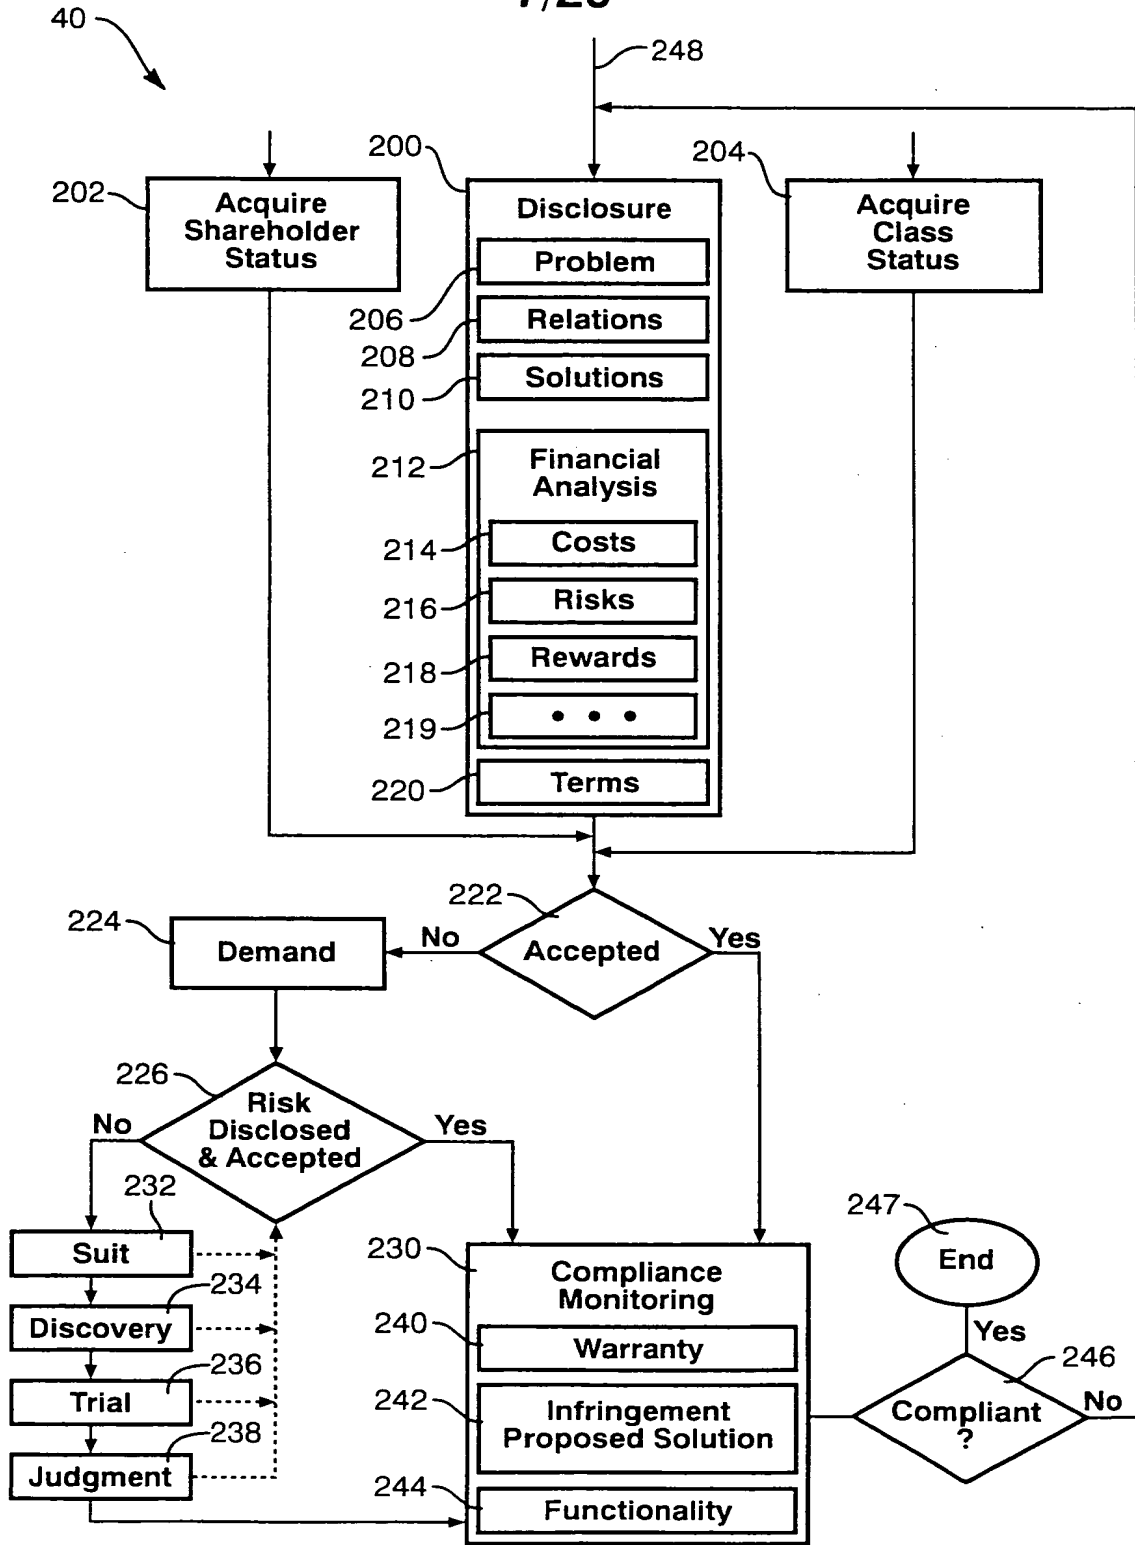 40
248
200
204
202
Acquire
Shareholder
Status
Disclosure
Acquire
Class
Status
Problem
206
Relations
208
Solutions
210
212
Financial
Analysis
214
Costs
216
Risks
218
Rewards
219
• • •
220
Terms
222
224
Demand
No
Accepted
Yes
226
Risk
Disclosed
& Accepted
No
Yes
232
Suit
234
Discovery
236
Trial
238
Judgment
230
Compliance
Monitoring
240
Warranty
242
Infringement
Proposed Solution
244
Functionality
247
End
Yes
246
Compliant
?
No